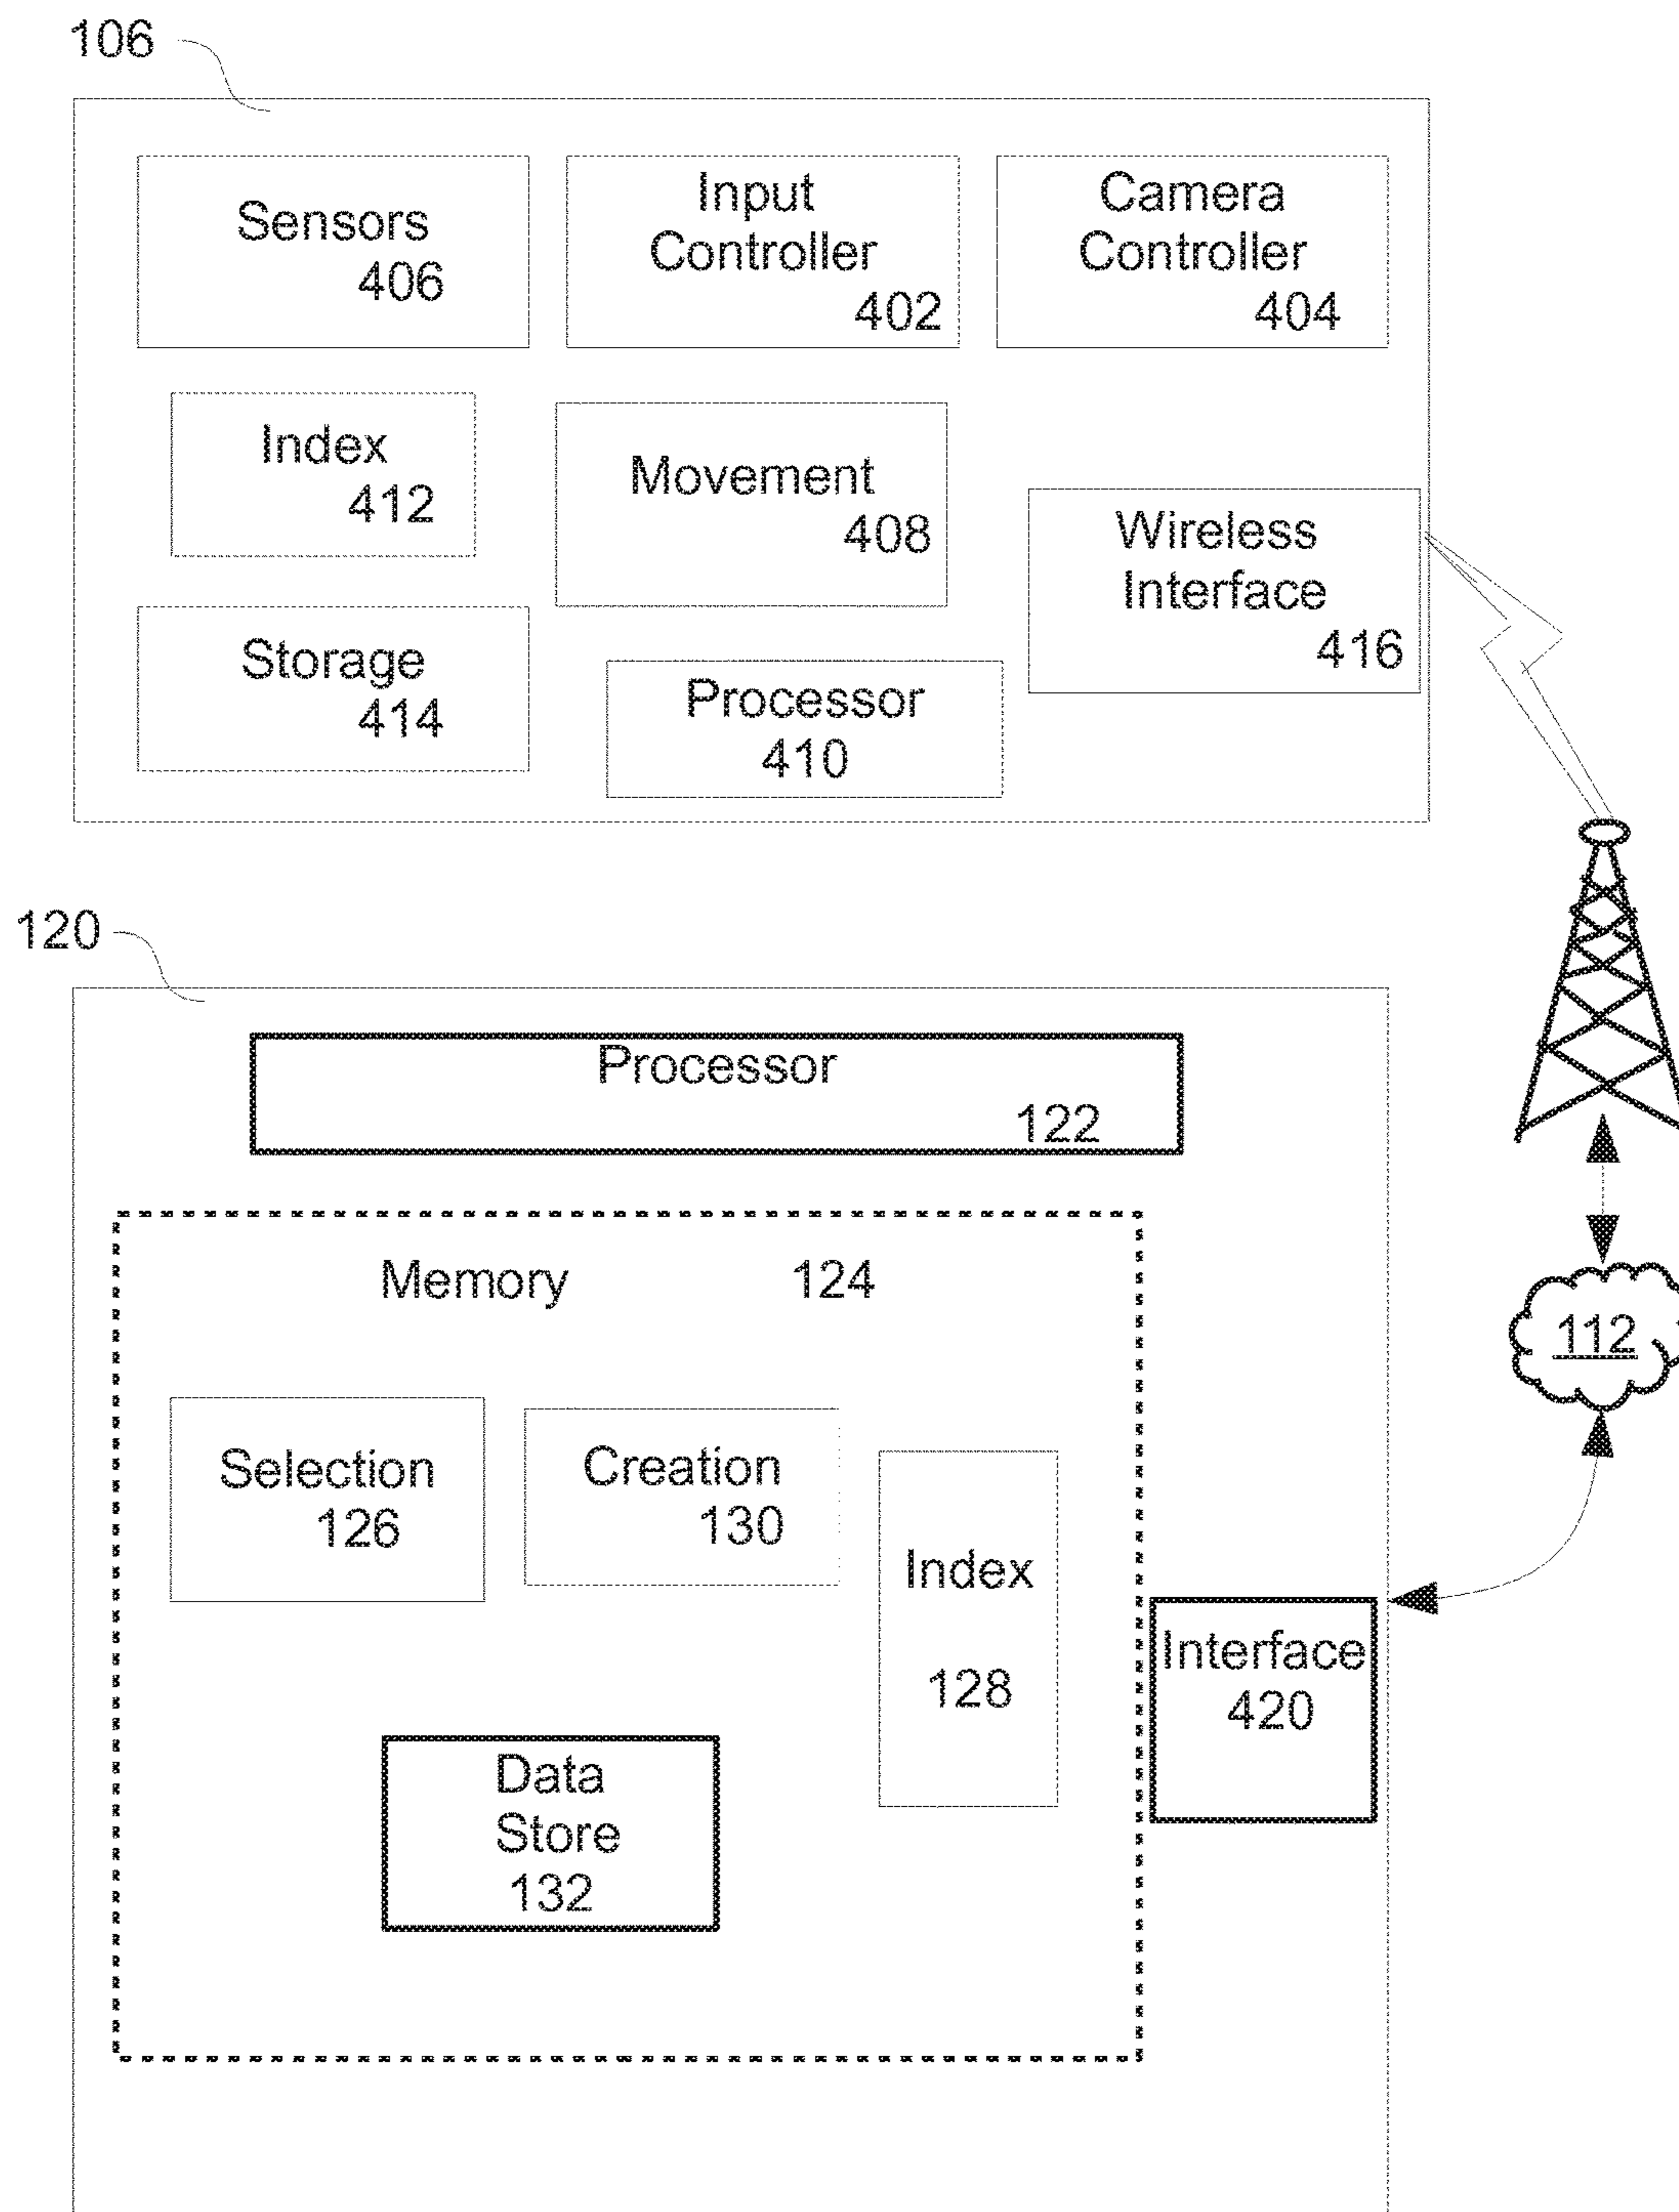 106
Sensors
406
Input
Controller
402
Camera
Controller
404
Index
412
Movement
408
Wireless
Interface
416
Storage
414
Processor
410
120
Processor
122
Memory 124
112
Selection
126
Creation
130
Index
128
Interface
420
Data
Store
132